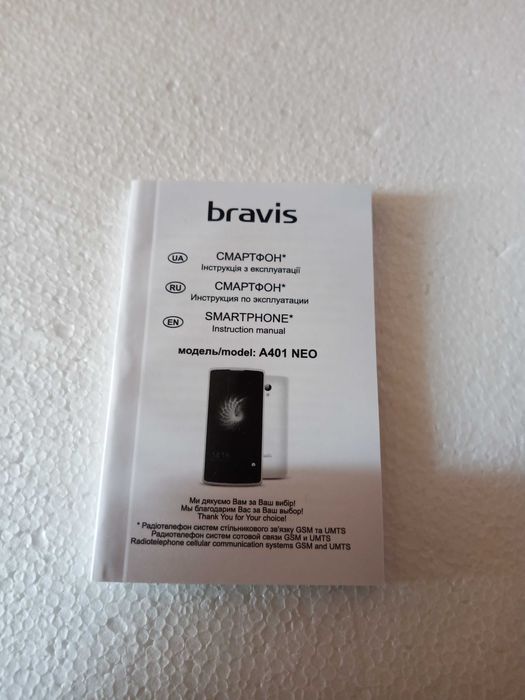 bravis
UA СМАРТФОН*
Інструкція з експлуатації
RU СМАРТФОН*
Инструкция по эксплуатации
EN SMARTPHONE*
Instruction manual
модель/model: A401 NEO
Ми дякуємо Вам за Ваш вибір!
Мы благодарим Вас за Ваш выбор!
Thank You for Your choice!
* Радіотелефон систем стільникового зв'язку GSM та UMTS
Радиотелефон систем сотовой связи GSM и UMTS
Radiotelephone cellular communication systems GSM and UMTS